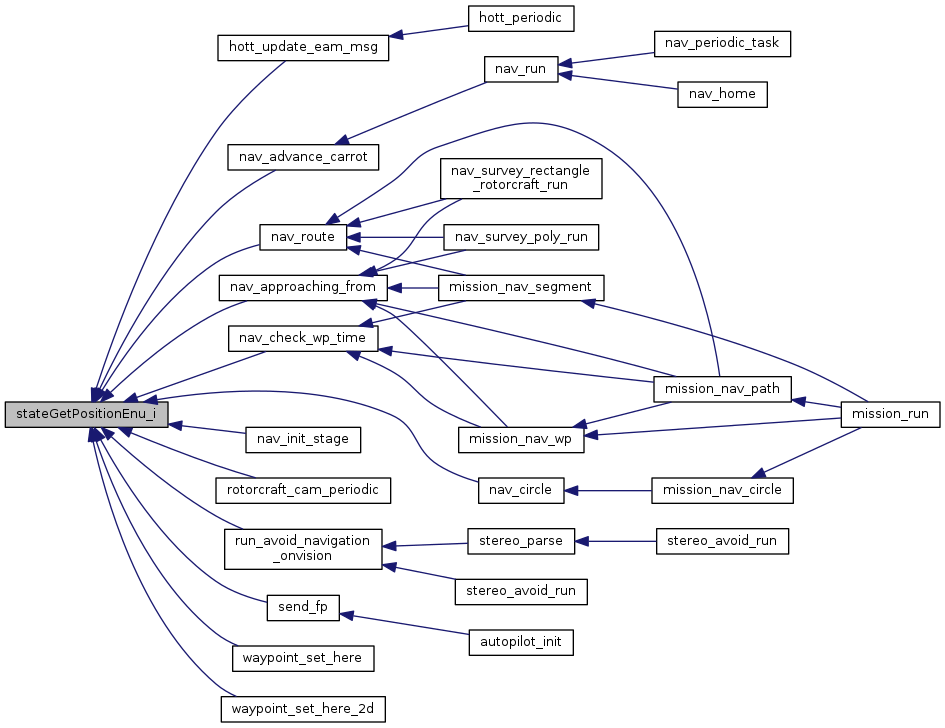 hott_periodic
hott_update_eam_msg
nav_periodic_task
nav_run
nav_home
nav_advance_carrot
nav_survey_rectangle
_rotorcraft_run
nav_route
nav_survey_poly_run
nav_approaching_from
mission_nav_segment
nav_check_wp_time
mission_nav_path
stateGetPositionEnu_i
mission_run
nav_init_stage
mission_nav_wp
rotorcraft_cam_periodic
nav_circle
mission_nav_circle
run_avoid_navigation
_onvision
stereo_parse
stereo_avoid_run
stereo_avoid_run
send_fp
autopilot_init
waypoint_set_here
waypoint_set_here_2d